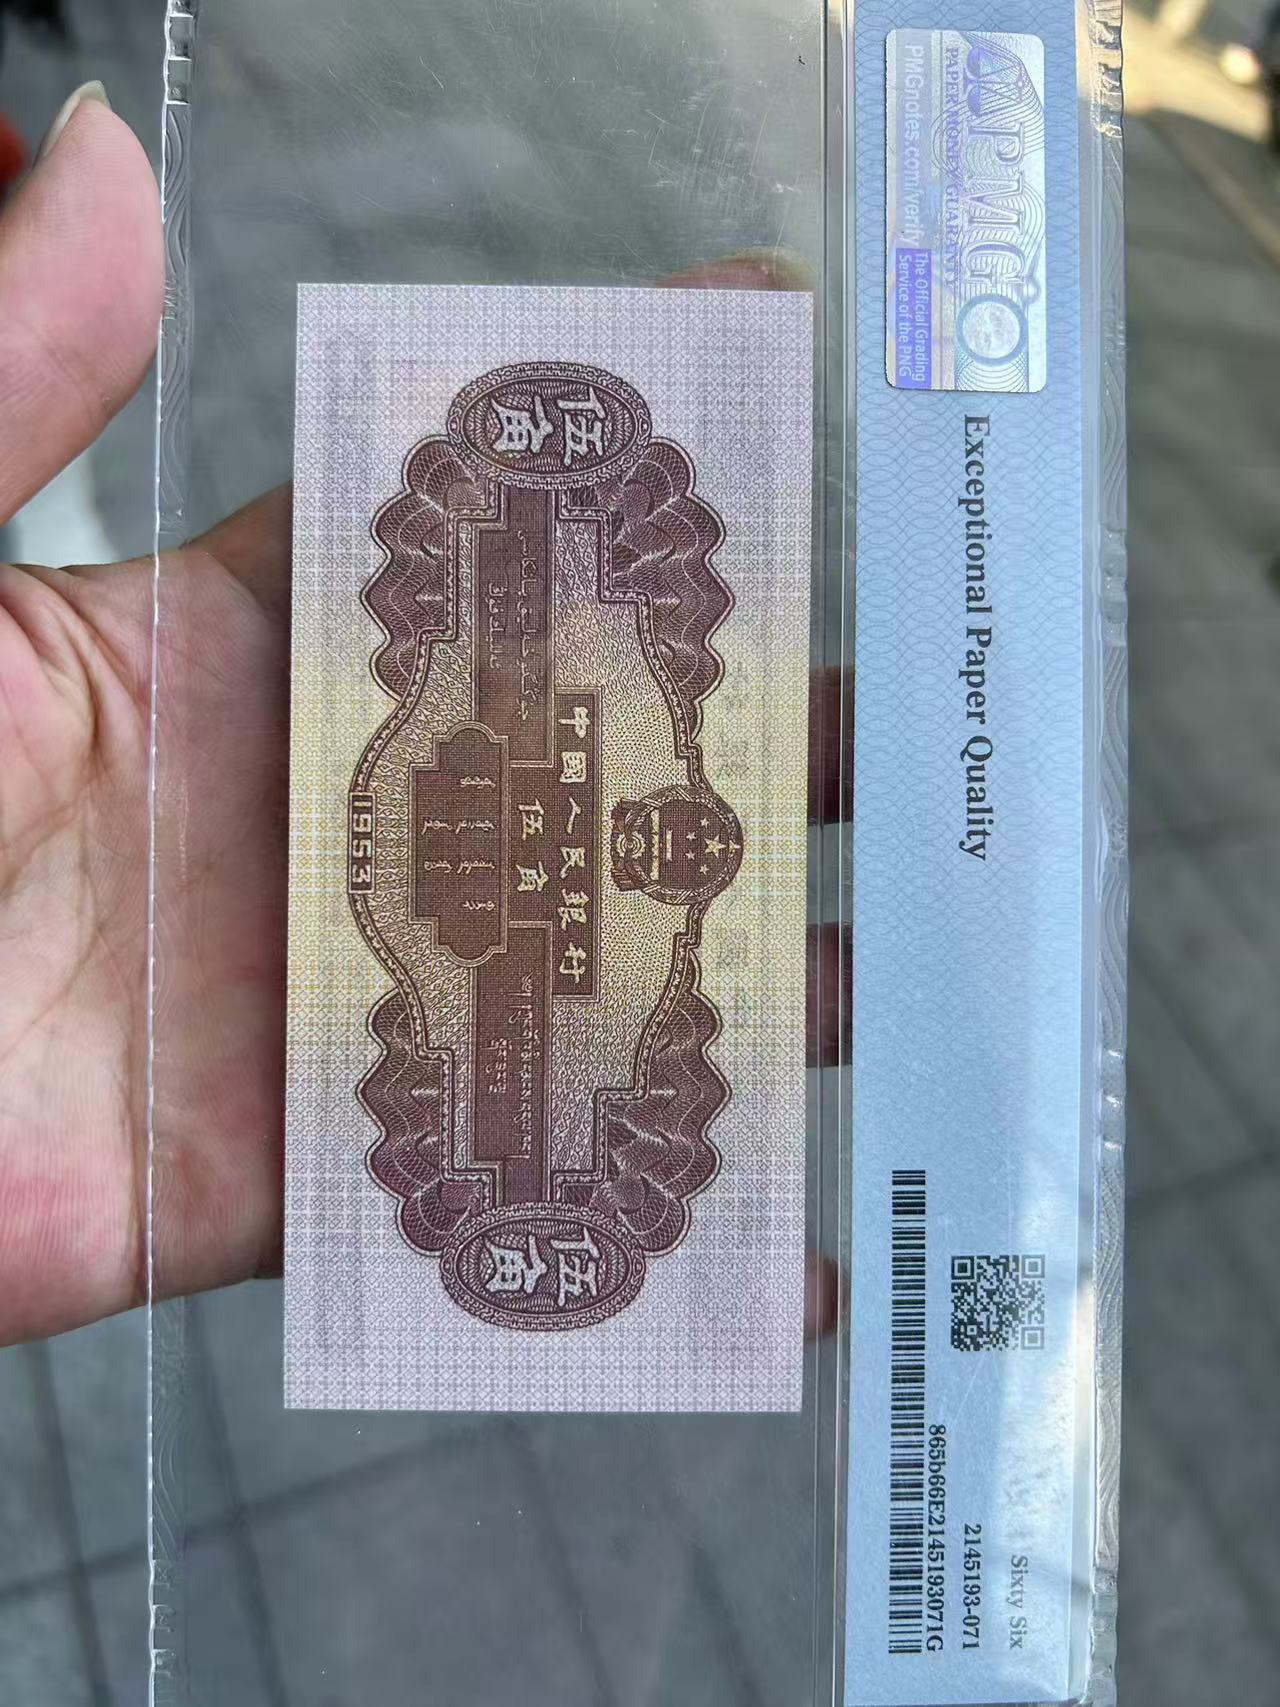 PMG
PAPER MONEY GUARANTY
PMGnotes.com/verify
The Official Grading
Service of the PNG
Exceptional Paper Quality
Sixty Six
2145193-071
865b66E2145193071G
伍角
中國人民銀行
伍角
伍角
1953